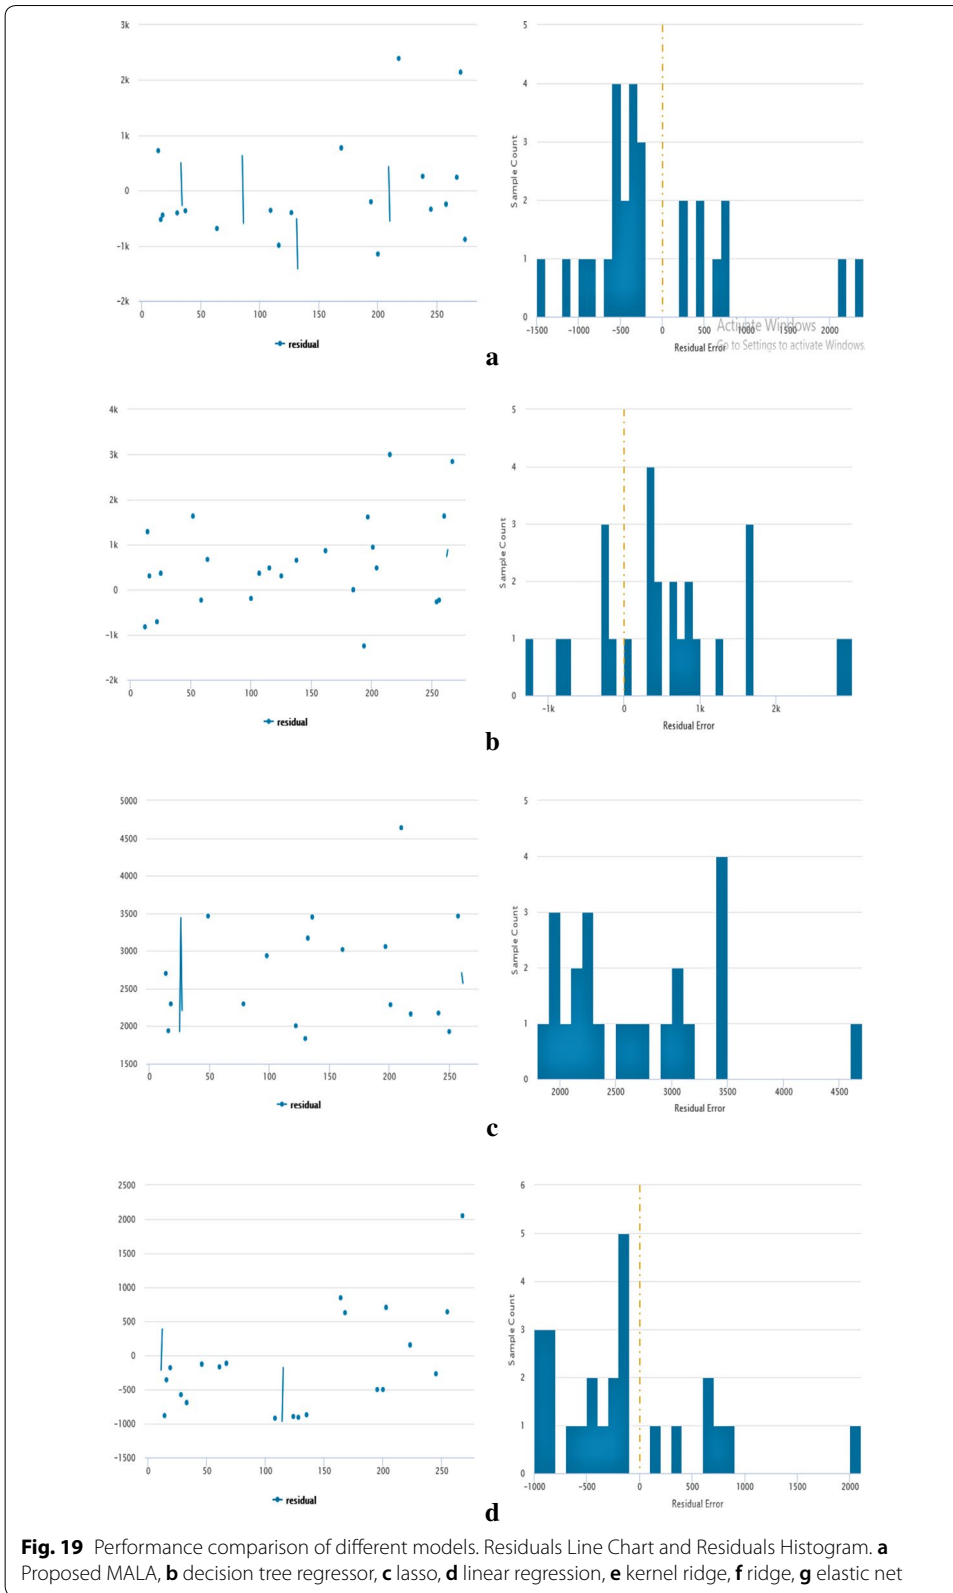 3k
2k
1k
0
−1k
−2k
0 50 100 150 200 250
residual
5
4
3
2
1
0
Sample Count
−1500 −1000 −500 0 500 1000 1500 2000
Residual Error
Activate Windows
Go to Settings to activate Windows.
a
4k
3k
2k
1k
0
−1k
−2k
0 50 100 150 200 250
residual
5
4
3
2
1
0
Sample Count
−1k 0 1k 2k
Residual Error
b
5000
4500
4000
3500
3000
2500
2000
1500
0 50 100 150 200 250
residual
5
4
3
2
1
0
Sample Count
2000 2500 3000 3500 4000 4500
Residual Error
c
2500
2000
1500
1000
500
0
−500
−1000
−1500
0 50 100 150 200 250
residual
6
5
4
3
2
1
0
Sample Count
−1000 −500 0 500 1000 1500 2000
Residual Error
d
Fig. 19 Performance comparison of different models. Residuals Line Chart and Residuals Histogram. a
Proposed MALA, b decision tree regressor, c lasso, d linear regression, e kernel ridge, f ridge, g elastic net